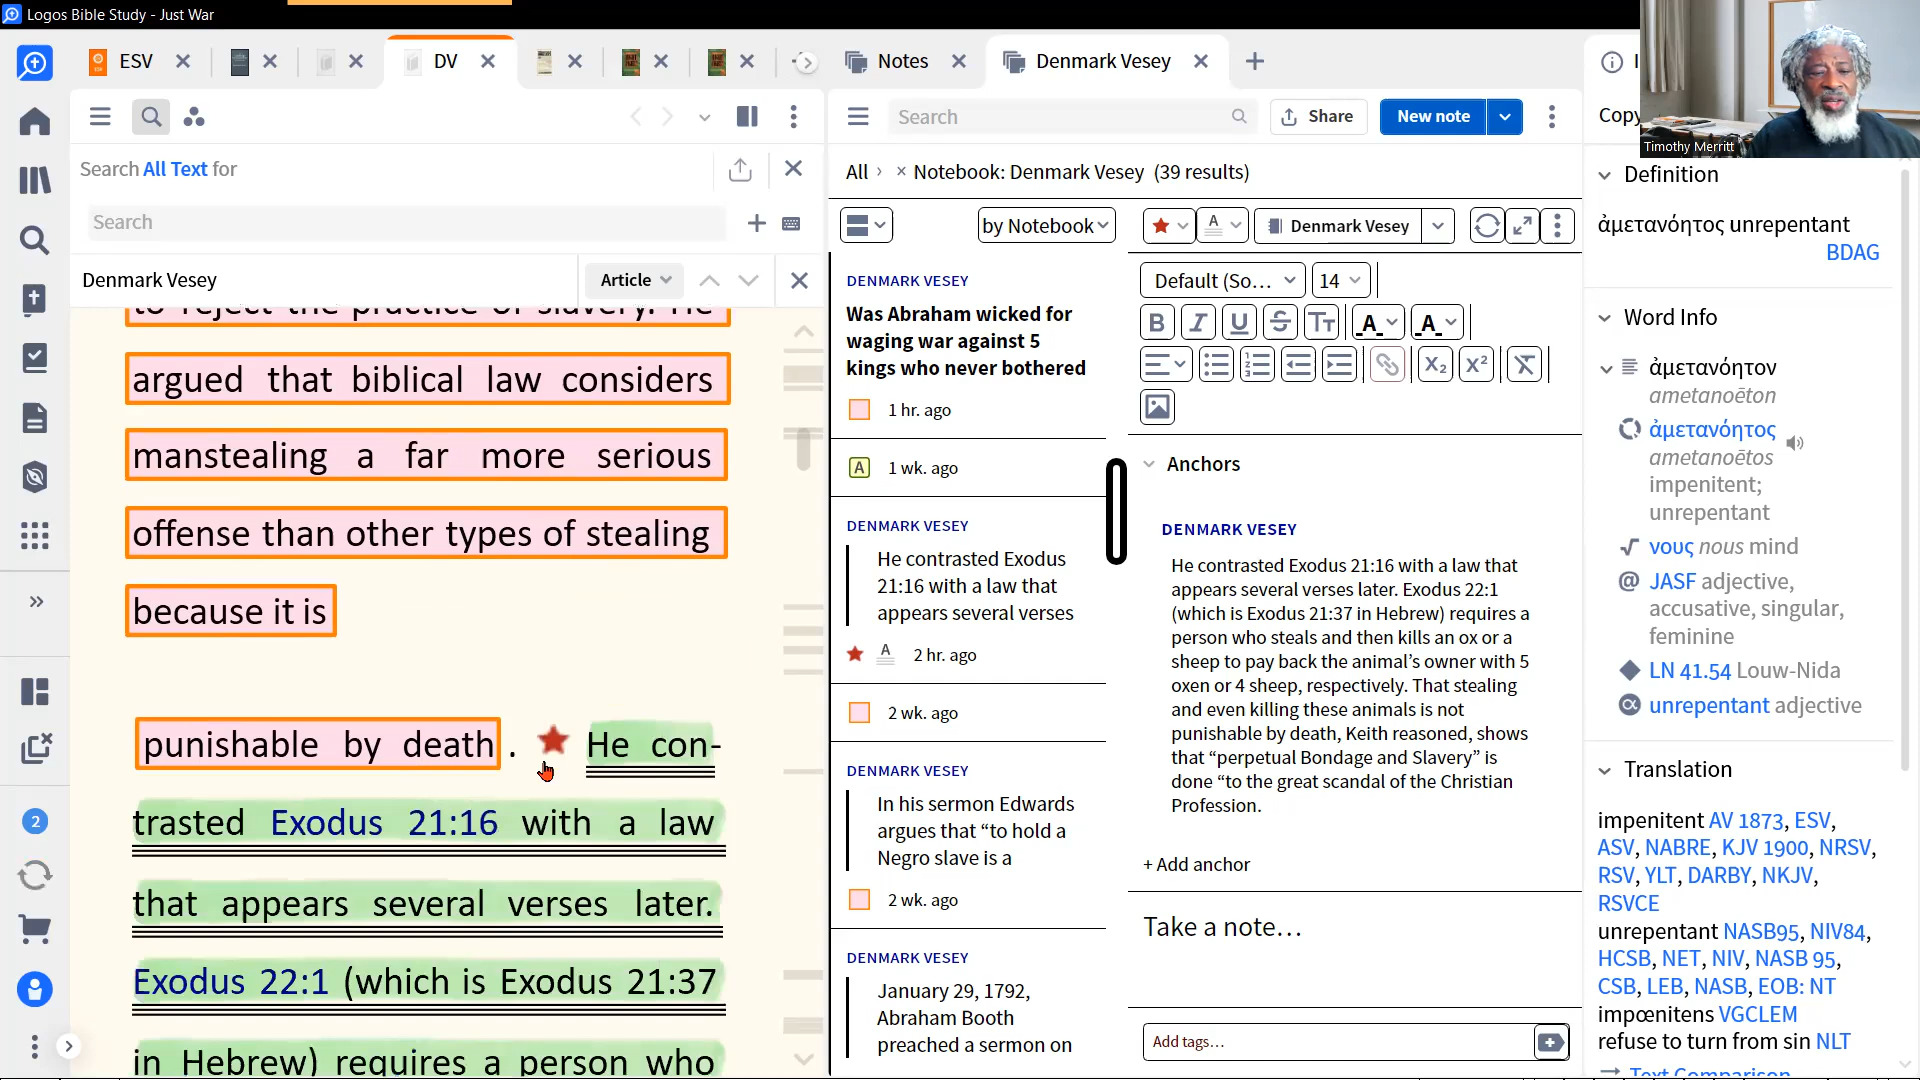 Logos Bible Study - Just War
ESV
DV
Notes
Denmark Vesey
Search
Share
New note
Copy
Timothy Merritt
Search All Text for
Search
Denmark Vesey
Article
to reject the practice of slavery. He
argued that biblical law considers
manstealing a far more serious
offense than other types of stealing
because it is
punishable by death .
He con-
trasted Exodus 21:16 with a law
that appears several verses later.
Exodus 22:1 (which is Exodus 21:37
in Hebrew) requires a person who
2
All › × Notebook: Denmark Vesey (39 results)
by Notebook
DENMARK VESEY
Was Abraham wicked for
waging war against 5
kings who never bothered
1 hr. ago
A
1 wk. ago
DENMARK VESEY
He contrasted Exodus
21:16 with a law that
appears several verses
A
2 hr. ago
2 wk. ago
DENMARK VESEY
In his sermon Edwards
argues that “to hold a
Negro slave is a
2 wk. ago
DENMARK VESEY
January 29, 1792,
Abraham Booth
preached a sermon on
A
Denmark Vesey
Default (So...
14
B I U S TT A A
X2 X²
Anchors
DENMARK VESEY
He contrasted Exodus 21:16 with a law that
appears several verses later. Exodus 22:1
(which is Exodus 21:37 in Hebrew) requires a
person who steals and then kills an ox or a
sheep to pay back the animal’s owner with 5
oxen or 4 sheep, respectively. That stealing
and even killing these animals is not
punishable by death, Keith reasoned, shows
that “perpetual Bondage and Slavery” is
done “to the great scandal of the Christian
Profession.
+ Add anchor
Take a note...
Add tags...
Definition
ἀμετανόητος unrepentant
BDAG
Word Info
ἀμετανόητον
ametanoēton
ἀμετανόητος
ametanoētos
impenitent;
unrepentant
νους nous mind
@ JASF adjective,
accusative, singular,
feminine
LN 41.54 Louw-Nida
unrepentant adjective
Translation
impenitent AV 1873, ESV,
ASV, NABRE, KJV 1900, NRSV,
RSV, YLT, DARBY, NKJV,
RSVCE
unrepentant NASB95, NIV84,
HCSB, NET, NIV, NASB 95,
CSB, LEB, NASB, EOB: NT
impœnitens VGCLEM
refuse to turn from sin NLT
Text Comparison